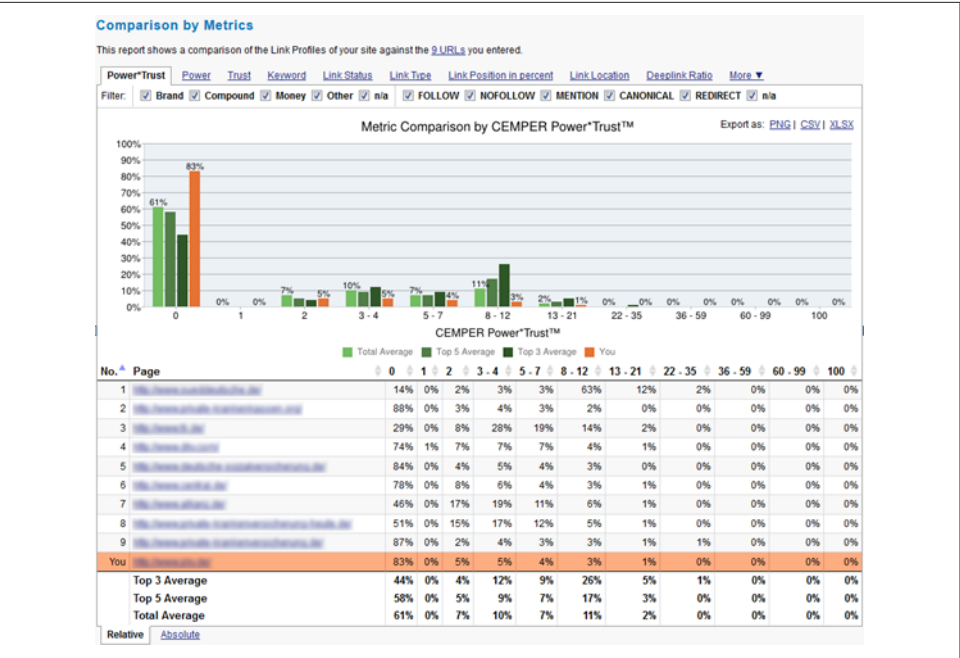 Comparison by Metrics
This report shows a comparison of the Link Profiles of your site against the 9 URLs you entered.
Power*Trust Power Trust Keyword Link Status Link Type Link Position in percent Link Location Deeplink Ratio More ▼
Filter: Brand Compound Money Other n/a FOLLOW NOFOLLOW MENTION CANONICAL REDIRECT n/a
Metric Comparison by CEMPER Power*Trust™ Export as: PNG | CSV | XLSX
100%
90%
83%
80%
70%
61%
60%
50%
40%
30%
20%
10% 7% 5% 10% 5% 7% 4% 11% 3% 2% 1%
0% 0% 0% 0% 0% 0% 0% 0% 0% 0% 0%
0 1 2 3 - 4 5 - 7 8 - 12 13 - 21 22 - 35 36 - 59 60 - 99 100
CEMPER Power*Trust™
Total Average Top 5 Average Top 3 Average You
No. Page 0 1 2 3 - 4 5 - 7 8 - 12 13 - 21 22 - 35 36 - 59 60 - 99 100
1 14% 0% 2% 3% 3% 63% 12% 2% 0% 0% 0%
2 88% 0% 3% 4% 3% 2% 0% 0% 0% 0% 0%
3 29% 0% 8% 28% 19% 14% 2% 0% 0% 0% 0%
4 74% 1% 7% 7% 7% 4% 1% 0% 0% 0% 0%
5 84% 0% 4% 5% 4% 3% 0% 0% 0% 0% 0%
6 78% 0% 8% 6% 4% 3% 1% 0% 0% 0% 0%
7 46% 0% 17% 19% 11% 6% 1% 0% 0% 0% 0%
8 51% 0% 15% 17% 12% 5% 1% 0% 0% 0% 0%
9 87% 0% 2% 4% 3% 3% 1% 1% 0% 0% 0%
You 83% 0% 5% 5% 4% 3% 1% 0% 0% 0% 0%
Top 3 Average 44% 0% 4% 12% 9% 26% 5% 1% 0% 0% 0%
Top 5 Average 58% 0% 5% 9% 7% 17% 3% 0% 0% 0% 0%
Total Average 61% 0% 7% 10% 7% 11% 2% 0% 0% 0% 0%
Relative Absolute